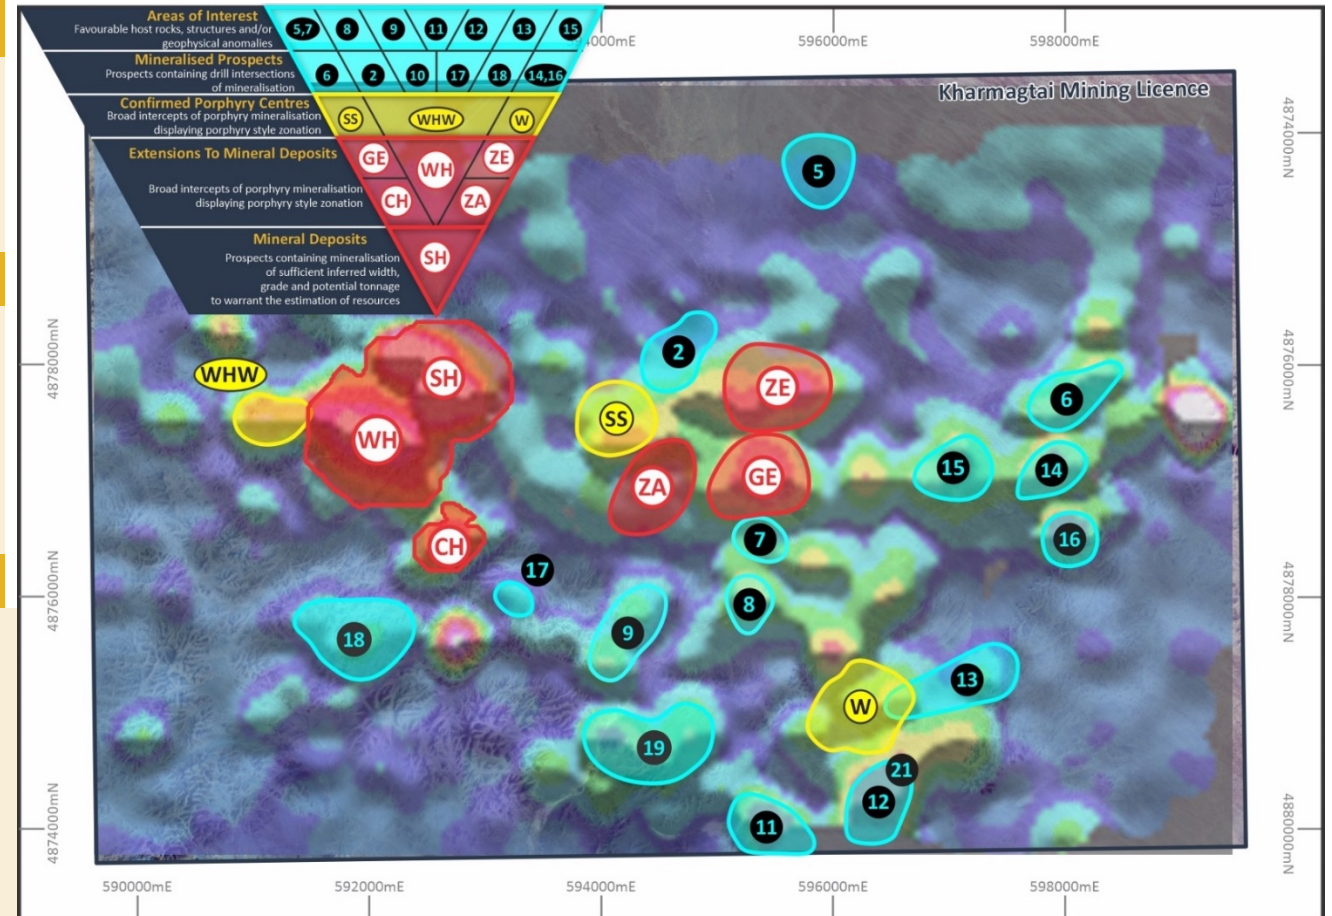 Areas of Interest
Favourable host rocks, structures and/or
geophysical anomalies
5,7 8 9 11 12 13 15
Mineralised Prospects
Prospects containing drill intersections
of mineralisation
6 2 10 17 18 14,16
Confirmed Porphyry Centres
Broad intercepts of porphyry mineralisation
displaying porphyry style zonation
SS WHW W
Extensions To Mineral Deposits
Broad intercepts of porphyry mineralisation
displaying porphyry style zonation
GE WH ZE
CH ZA
Mineral Deposits
Prospects containing mineralisation
of sufficient inferred width,
grade and potential tonnage
to warrant the estimation of resources
SH
594000mE 596000mE 598000mE
Kharmagtai Mining Licence
4874000mN
5
4878000mN
4876000mN
2
WHW
SH
ZE
6
SS
WH
15
14
ZA
GE
7
16
CH
17
4876000mN
4878000mN
8
18
9
13
W
19
21
12
11
4874000mN
4880000mN
590000mE 592000mE 594000mE 596000mE 598000mE